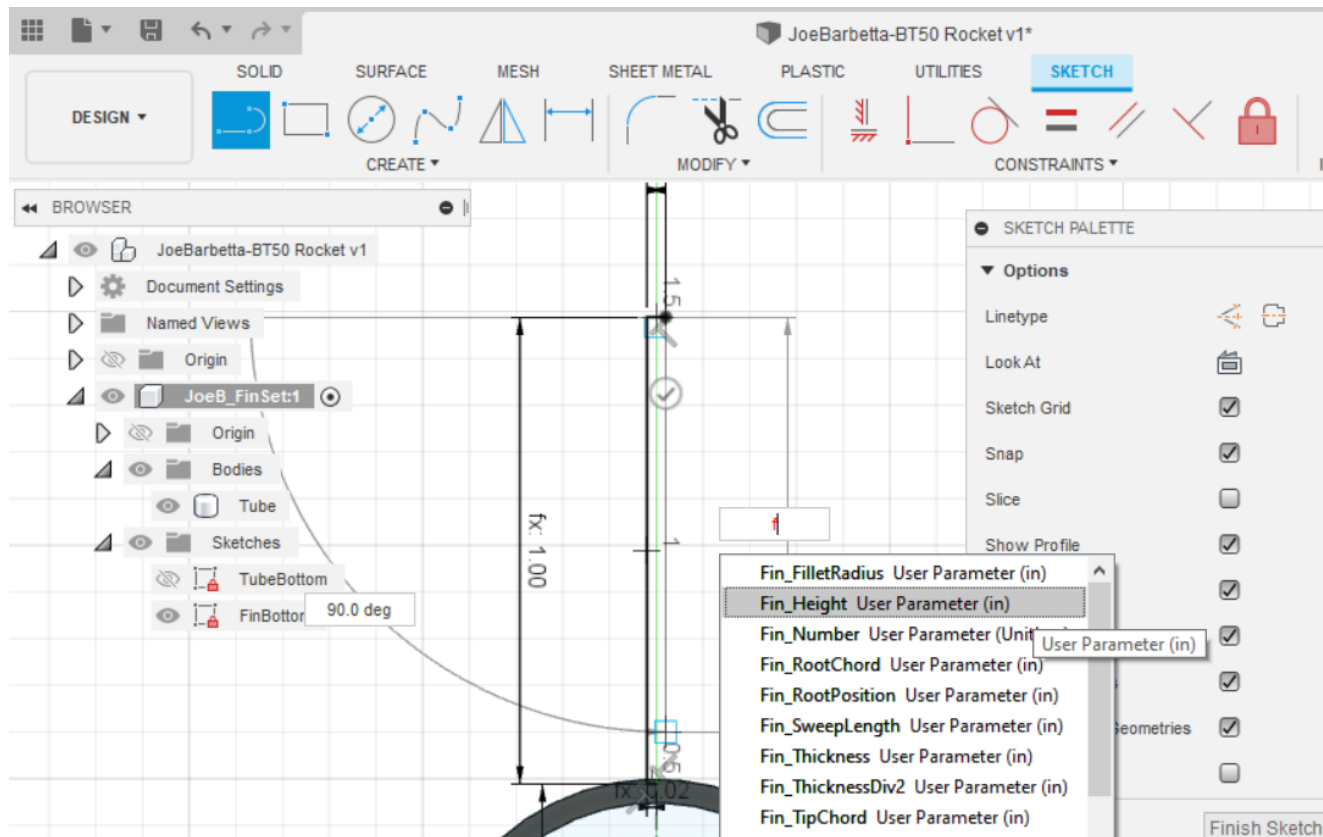 JoeBarbetta-BT50 Rocket v1*
SOLID SURFACE MESH SHEET METAL PLASTIC UTILITIES SKETCH
DESIGN
CREATE MODIFY CONSTRAINTS
BROWSER
JoeBarbetta-BT50 Rocket v1
Document Settings
Named Views
Origin
JoeB_FinSet:1
Origin
Bodies
Tube
Sketches
TubeBottom
FinBottor
90.0 deg
1.5
fx: 1.00
1
0.5
fx: 0.02
f
Fin_FilletRadius User Parameter (in)
Fin_Height User Parameter (in)
Fin_Number User Parameter
User Parameter (in)
Fin_RootChord User Parameter (in)
Fin_RootPosition User Parameter (in)
Fin_SweepLength User Parameter (in)
Fin_Thickness User Parameter (in)
Fin_ThicknessDiv2 User Parameter (in)
Fin_TipChord User Parameter (in)
SKETCH PALETTE
Options
Linetype
Look At
Sketch Grid
Snap
Slice
Show Profile
Geometries
Finish Sketch